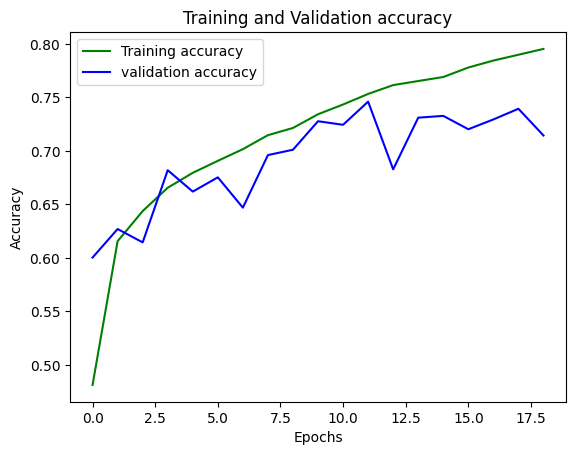 Training and Validation accuracy
Training accuracy
validation accuracy
Accuracy
0.80
0.75
0.70
0.65
0.60
0.55
0.50
0.0 2.5 5.0 7.5 10.0 12.5 15.0 17.5
Epochs